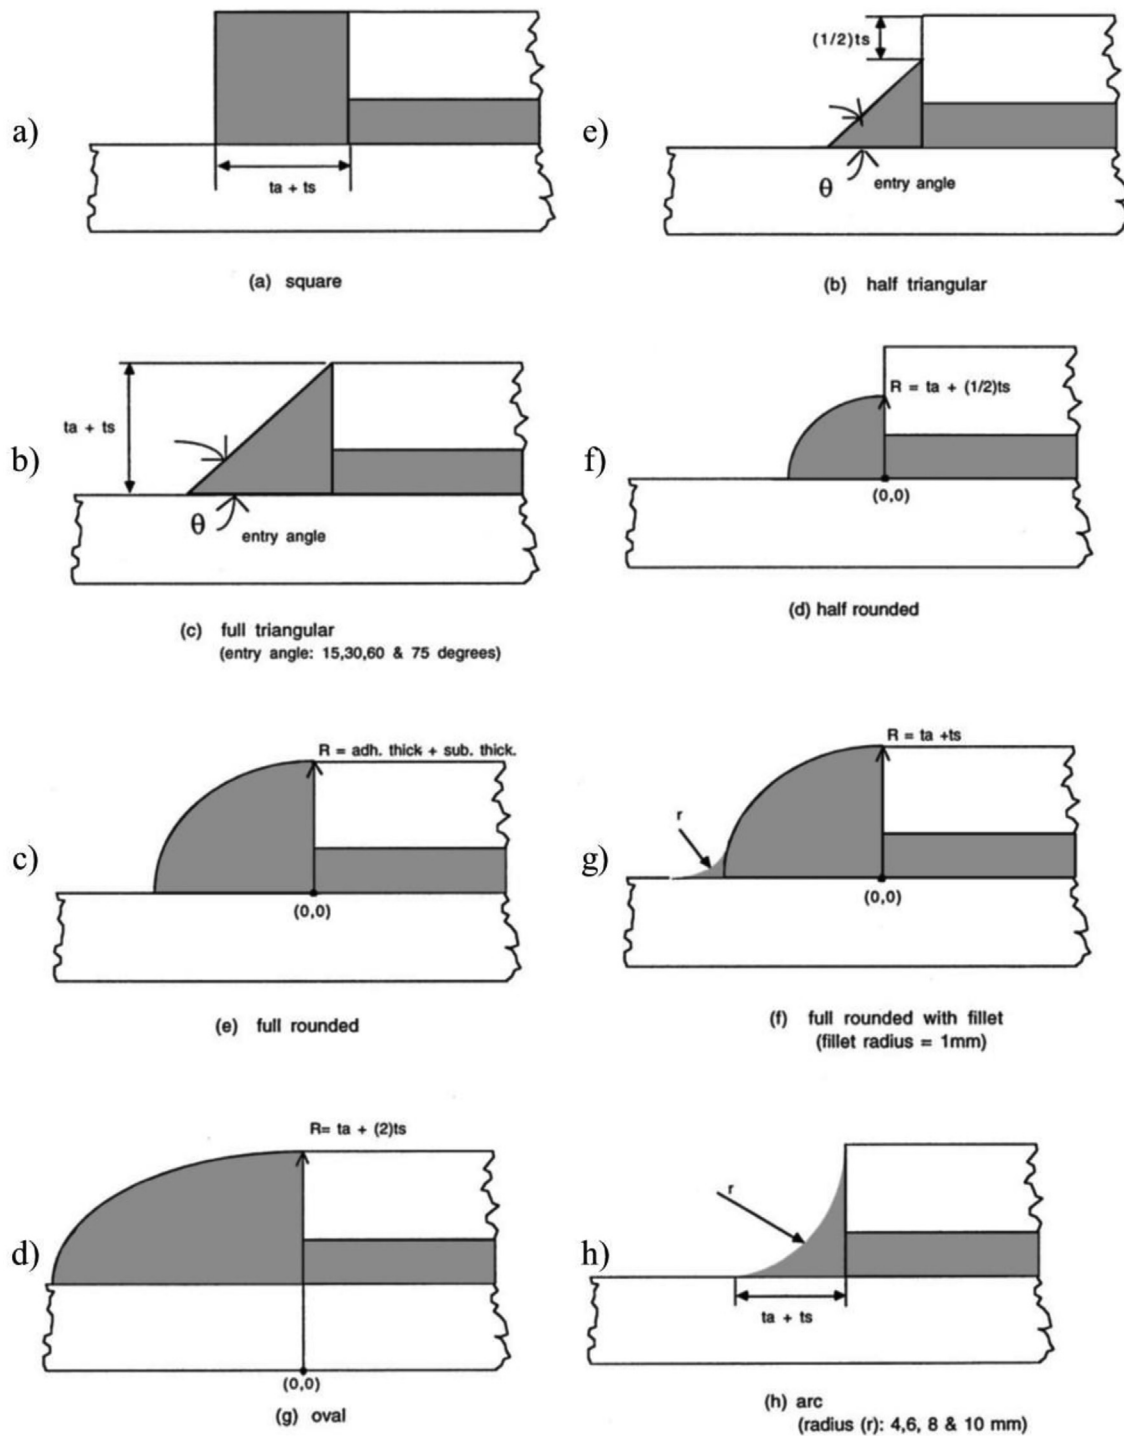 a)
ta + ts
(a) square
e)
(1/2)ts
θ
entry angle
(b) half triangular
b)
ta + ts
θ
entry angle
(c) full triangular
(entry angle: 15,30,60 & 75 degrees)
f)
R = ta + (1/2)ts
(0,0)
(d) half rounded
c)
R = adh. thick + sub. thick.
(0,0)
(e) full rounded
g)
R = ta +ts
r
(0,0)
(f) full rounded with fillet
(fillet radius = 1mm)
d)
R= ta + (2)ts
(0,0)
(g) oval
h)
r
ta + ts
(h) arc
(radius (r): 4,6, 8 & 10 mm)